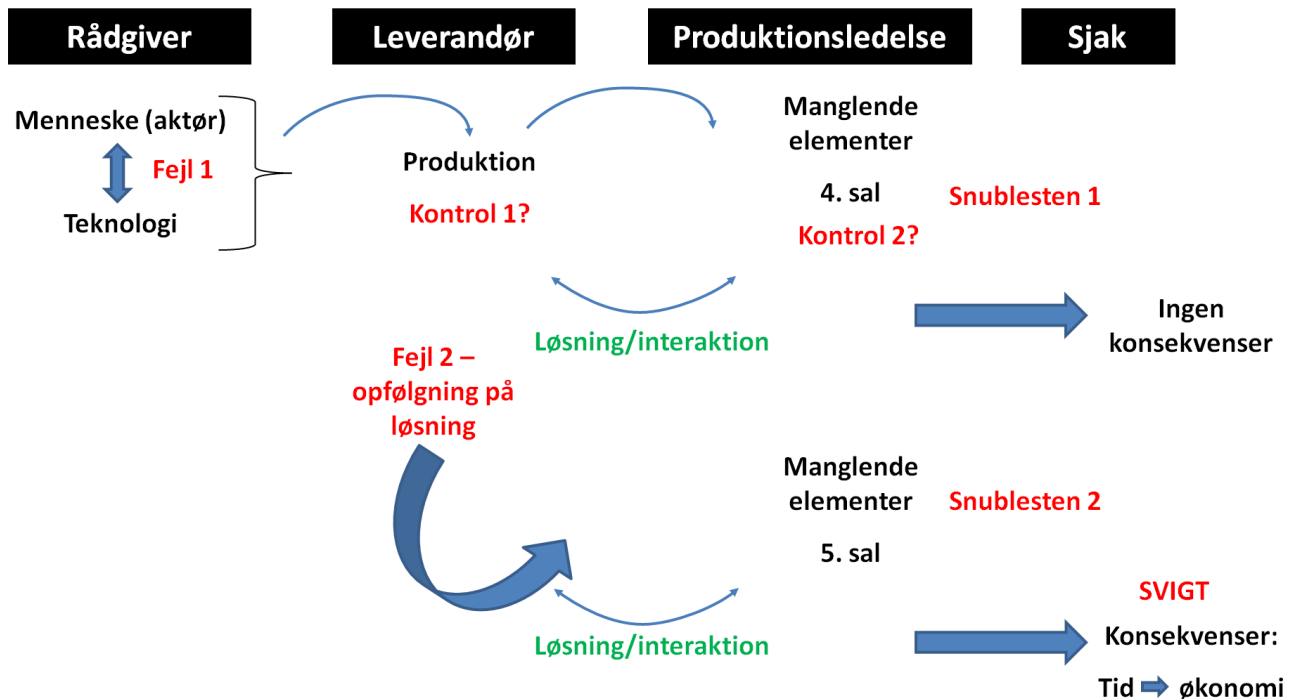 Rådgiver
Leverandør
Produktionsledelse
Sjak
Menneske (aktør)
Fejl 1
Teknologi
Produktion
Kontrol 1?
Manglende
elementer
4. sal
Kontrol 2?
Snublesten 1
Løsning/interaktion
Ingen
konsekvenser
Fejl 2 –
opfølgning på
løsning
Manglende
elementer
5. sal
Snublesten 2
Løsning/interaktion
SVIGT
Konsekvenser:
Tid økonomi